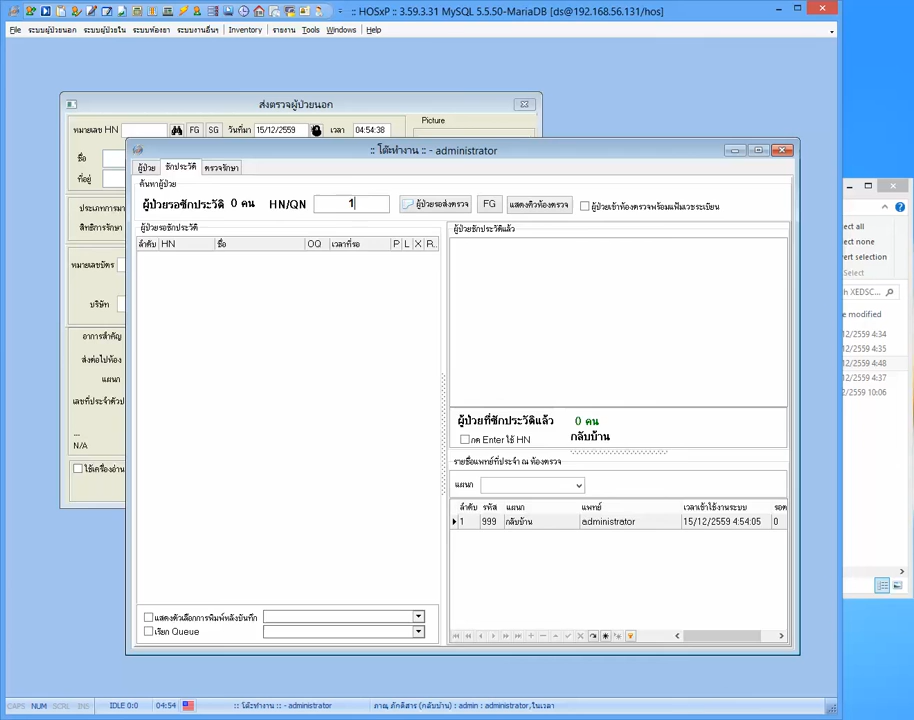 :: HOSxP :: 3.59.3.31 MySQL 5.5.50-MariaDB [ds@192.168.56.131/hos]
File ระบบผู้ป่วยนอก ระบบผู้ป่วยใน ระบบห้องยา ระบบงานอื่นๆ Inventory รายงาน Tools Windows Help
ส่งตรวจผู้ป่วยนอก
หมายเลข HN FG SG วันที่มา 15/12/2559 เวลา 04:54:38 Picture
ชื่อ
ที่อยู่
ประเภทการมา
สิทธิการรักษา
หมายเลขบัตร
บริษัท
อาการสำคัญ
ส่งต่อไปห้อง
แผนก
...
N/A
ใช้เครื่องอ่าน
:: โต๊ะทำงาน :: - administrator
ผู้ป่วย ซักประวัติ ตรวจรักษา
ค้นหาผู้ป่วย
ผู้ป่วยรอซักประวัติ 0 คน HN/QN 1 ผู้ป่วยรอส่งตรวจ FG แสดงคิวห้องตรวจ ผู้ป่วยเข้าห้องตรวจพร้อมแฟ้มเวชระเบียน
ผู้ป่วยรอซักประวัติ ผู้ป่วยซักประวัติแล้ว
ลำดับ HN ชื่อ OQ เวลาที่รอ P L X R..
ผู้ป่วยที่ซักประวัติแล้ว 0 คน
กด Enter ใช้ HN กลับบ้าน
รายชื่อแพทย์ที่ประจำ ณ ห้องตรวจ
แผนก
ลำดับ รหัส แผนก แพทย์ เวลาเข้าใช้งานระบบ รอต
1 999 กลับบ้าน administrator 15/12/2559 4:54:05 0
แสดงตัวเลือกการพิมพ์หลังบันทึก
เรียก Queue
ect all
ect none
vert selection
Select
h XEDSC...
e modified
12/2559 4:34
12/2559 4:35
12/2559 4:48
12/2559 4:37
2/2559 10:06
CAPS NUM SCRL INS IDLE 0:0 04:54 :: โต๊ะทำงาน :: - administrator